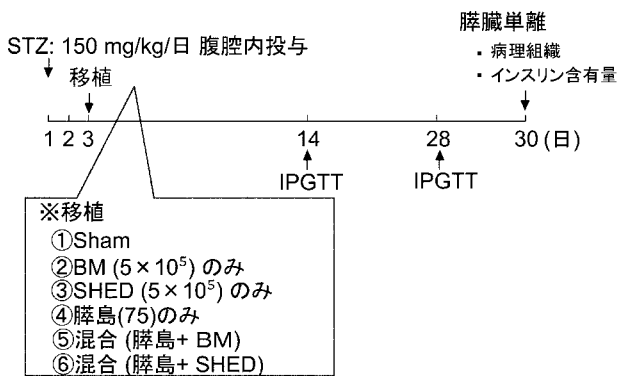 膵臓単離
・病理組織
・インスリン含有量
STZ: 150 mg/kg/日 腹腔内投与
移植
1 2 3 14 28 30 (日)
IPGTT IPGTT
※移植
①Sham
②BM (5×10⁵) のみ
③SHED (5×10⁵) のみ
④膵島(75)のみ
⑤混合 (膵島+ BM)
⑥混合 (膵島+ SHED)